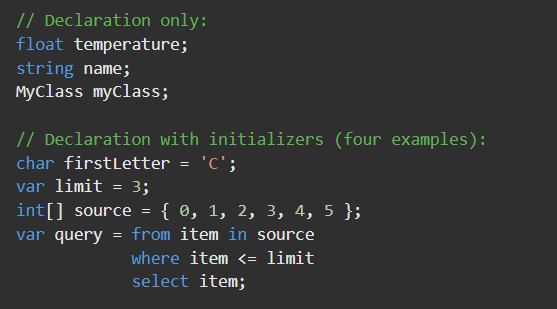 // Declaration only:
float temperature;
string name;
MyClass myClass;
// Declaration with initializers (four examples):
char firstLetter = 'C';
var limit = 3;
int[] source = { 0, 1, 2, 3, 4, 5 };
var query = from item in source
            where item <= limit
            select item;